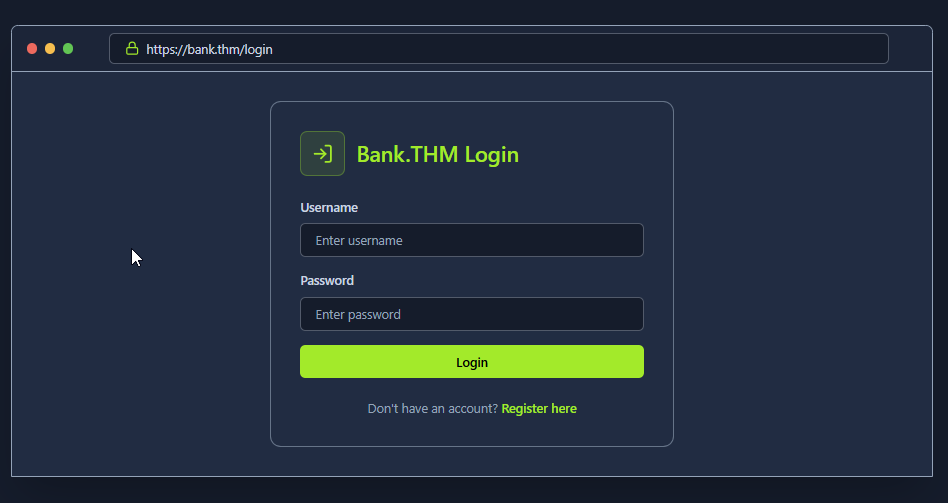 https://bank.thm/login
Bank.THM Login
Username
Enter username
Password
Enter password
Login
Don't have an account? Register here